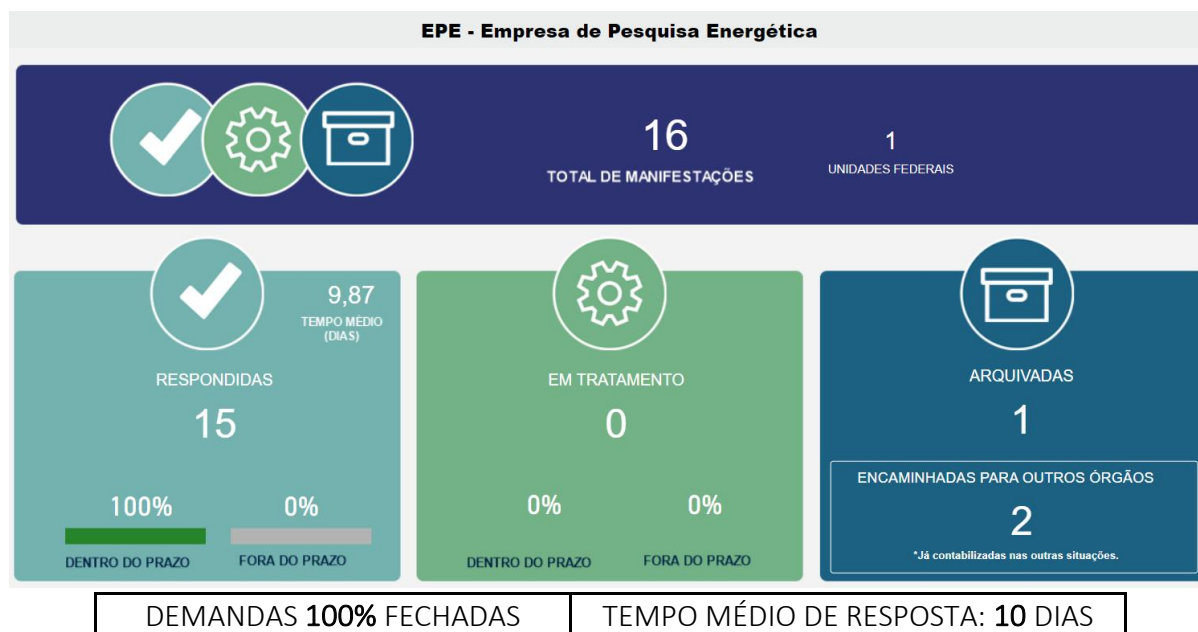 EPE - Empresa de Pesquisa Energética
16
TOTAL DE MANIFESTAÇÕES
1
UNIDADES FEDERAIS
9,87
TEMPO MÉDIO
(DIAS)
RESPONDIDAS
15
100%
0%
DENTRO DO PRAZO
FORA DO PRAZO
EM TRATAMENTO
0
0%
0%
DENTRO DO PRAZO
FORA DO PRAZO
ARQUIVADAS
1
ENCAMINHADAS PARA OUTROS ÓRGÃOS
2
*Já contabilizadas nas outras situações.
DEMANDAS 100% FECHADAS
TEMPO MÉDIO DE RESPOSTA: 10 DIAS